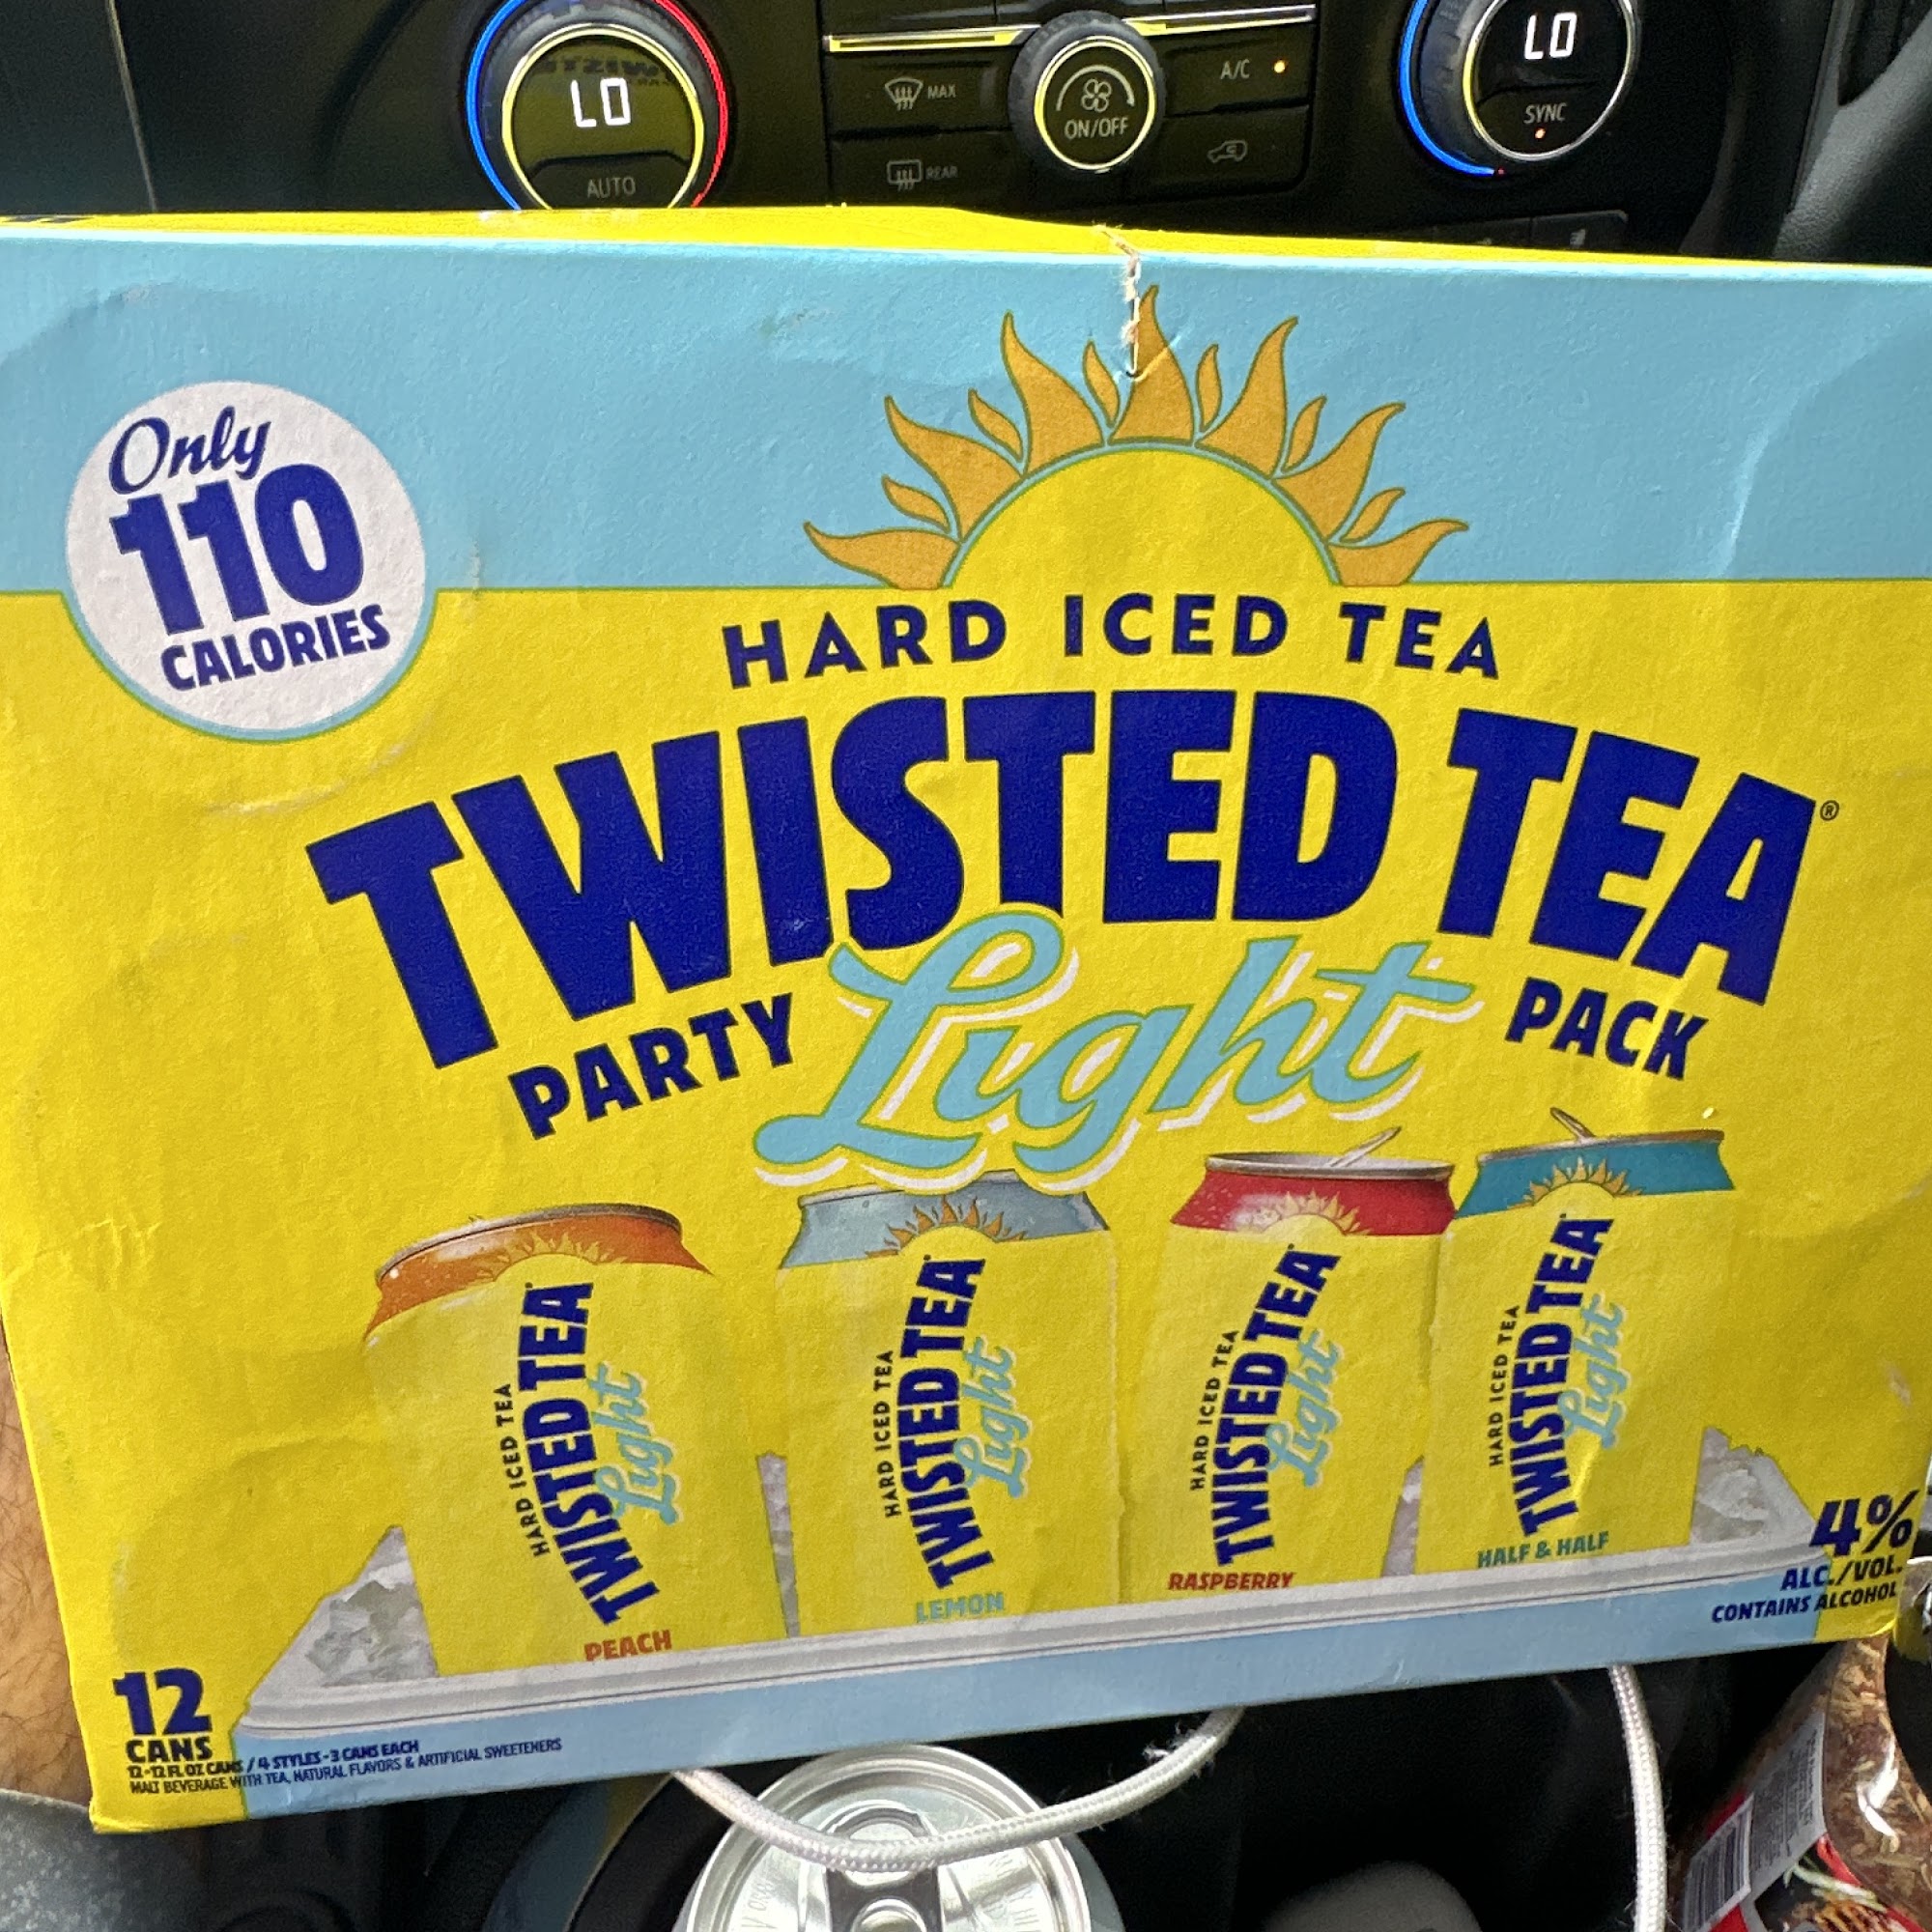 LO
AUTO
MAX
REAR
ON/OFF
A/C
LO
SYNC
Only
110
CALORIES
HARD ICED TEA
TWISTED TEA®
PARTY Light PACK
HARD ICED TEA
TWISTED TEA
Light
PEACH
HARD ICED TEA
TWISTED TEA
Light
LEMON
HARD ICED TEA
TWISTED TEA
Light
RASPBERRY
HARD ICED TEA
TWISTED TEA
Light
HALF & HALF
4%
ALC./VOL.
CONTAINS ALCOHOL
12
CANS
12-12 FL OZ CANS / 4 STYLES - 3 CANS EACH
MALT BEVERAGE WITH TEA, NATURAL FLAVORS & ARTIFICIAL SWEETENERS